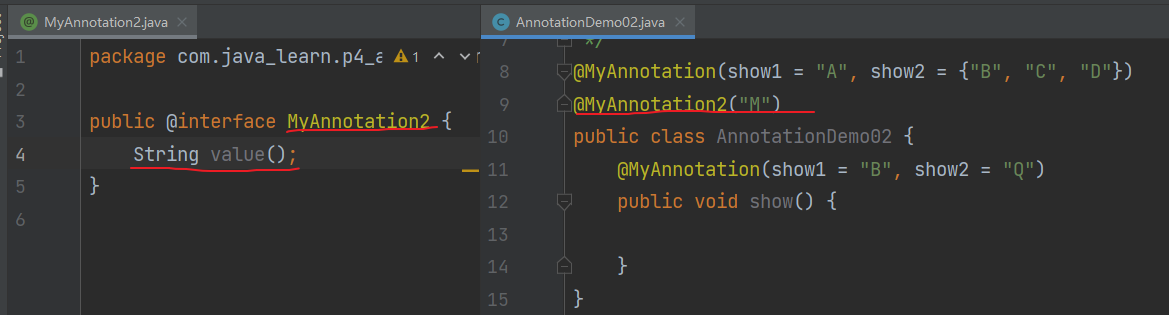 MyAnnotation2.java
1 package com.java_learn.p4_a 1
2
3 public @interface MyAnnotation2 {
4 String value();
5 }
6
AnnotationDemo02.java
*/
8 @MyAnnotation(show1 = "A", show2 = {"B", "C", "D"})
9 @MyAnnotation2("M")
10 public class AnnotationDemo02 {
11 @MyAnnotation(show1 = "B", show2 = "Q")
12 public void show() {
13
14 }
15 }